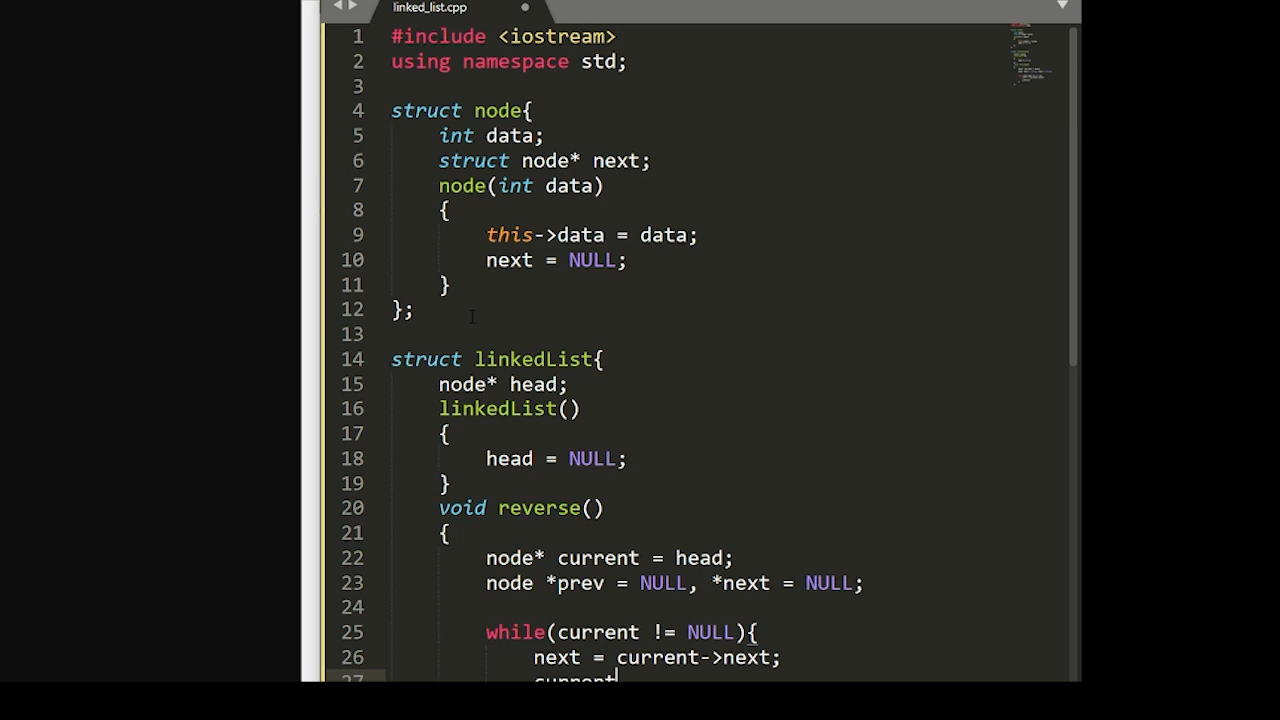 linked_list.cpp
1 #include <iostream>
2 using namespace std;
3
4 struct node{
5 int data;
6 struct node* next;
7 node(int data)
8 {
9 this->data = data;
10 next = NULL;
11 }
12 };
13
14 struct linkedList{
15 node* head;
16 linkedList()
17 {
18 head = NULL;
19 }
20 void reverse()
21 {
22 node* current = head;
23 node *prev = NULL, *next = NULL;
24
25 while(current != NULL){
26 next = current->next;
27 current